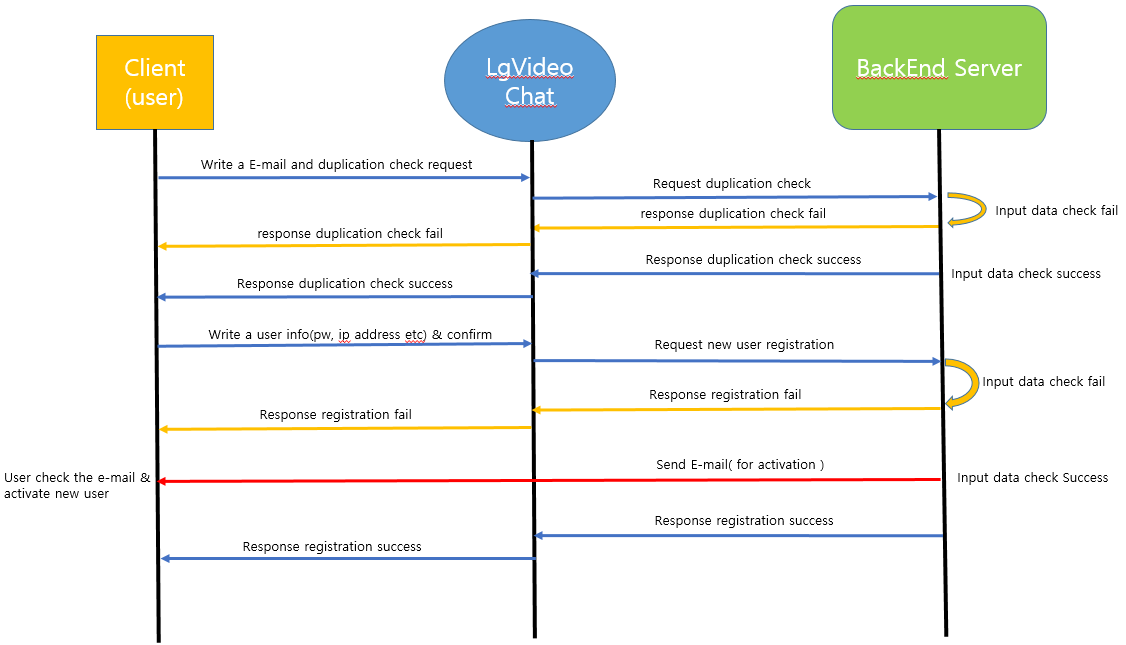 Client
(user)
LgVideo
Chat
BackEnd Server
Write a E-mail and duplication check request
Request duplication check
Input data check fail
response duplication check fail
response duplication check fail
Response duplication check success
Input data check success
Response duplication check success
Write a user info(pw, ip address etc) & confirm
Request new user registration
Input data check fail
Response registration fail
Response registration fail
Send E-mail( for activation )
User check the e-mail &
activate new user
Input data check Success
Response registration success
Response registration success